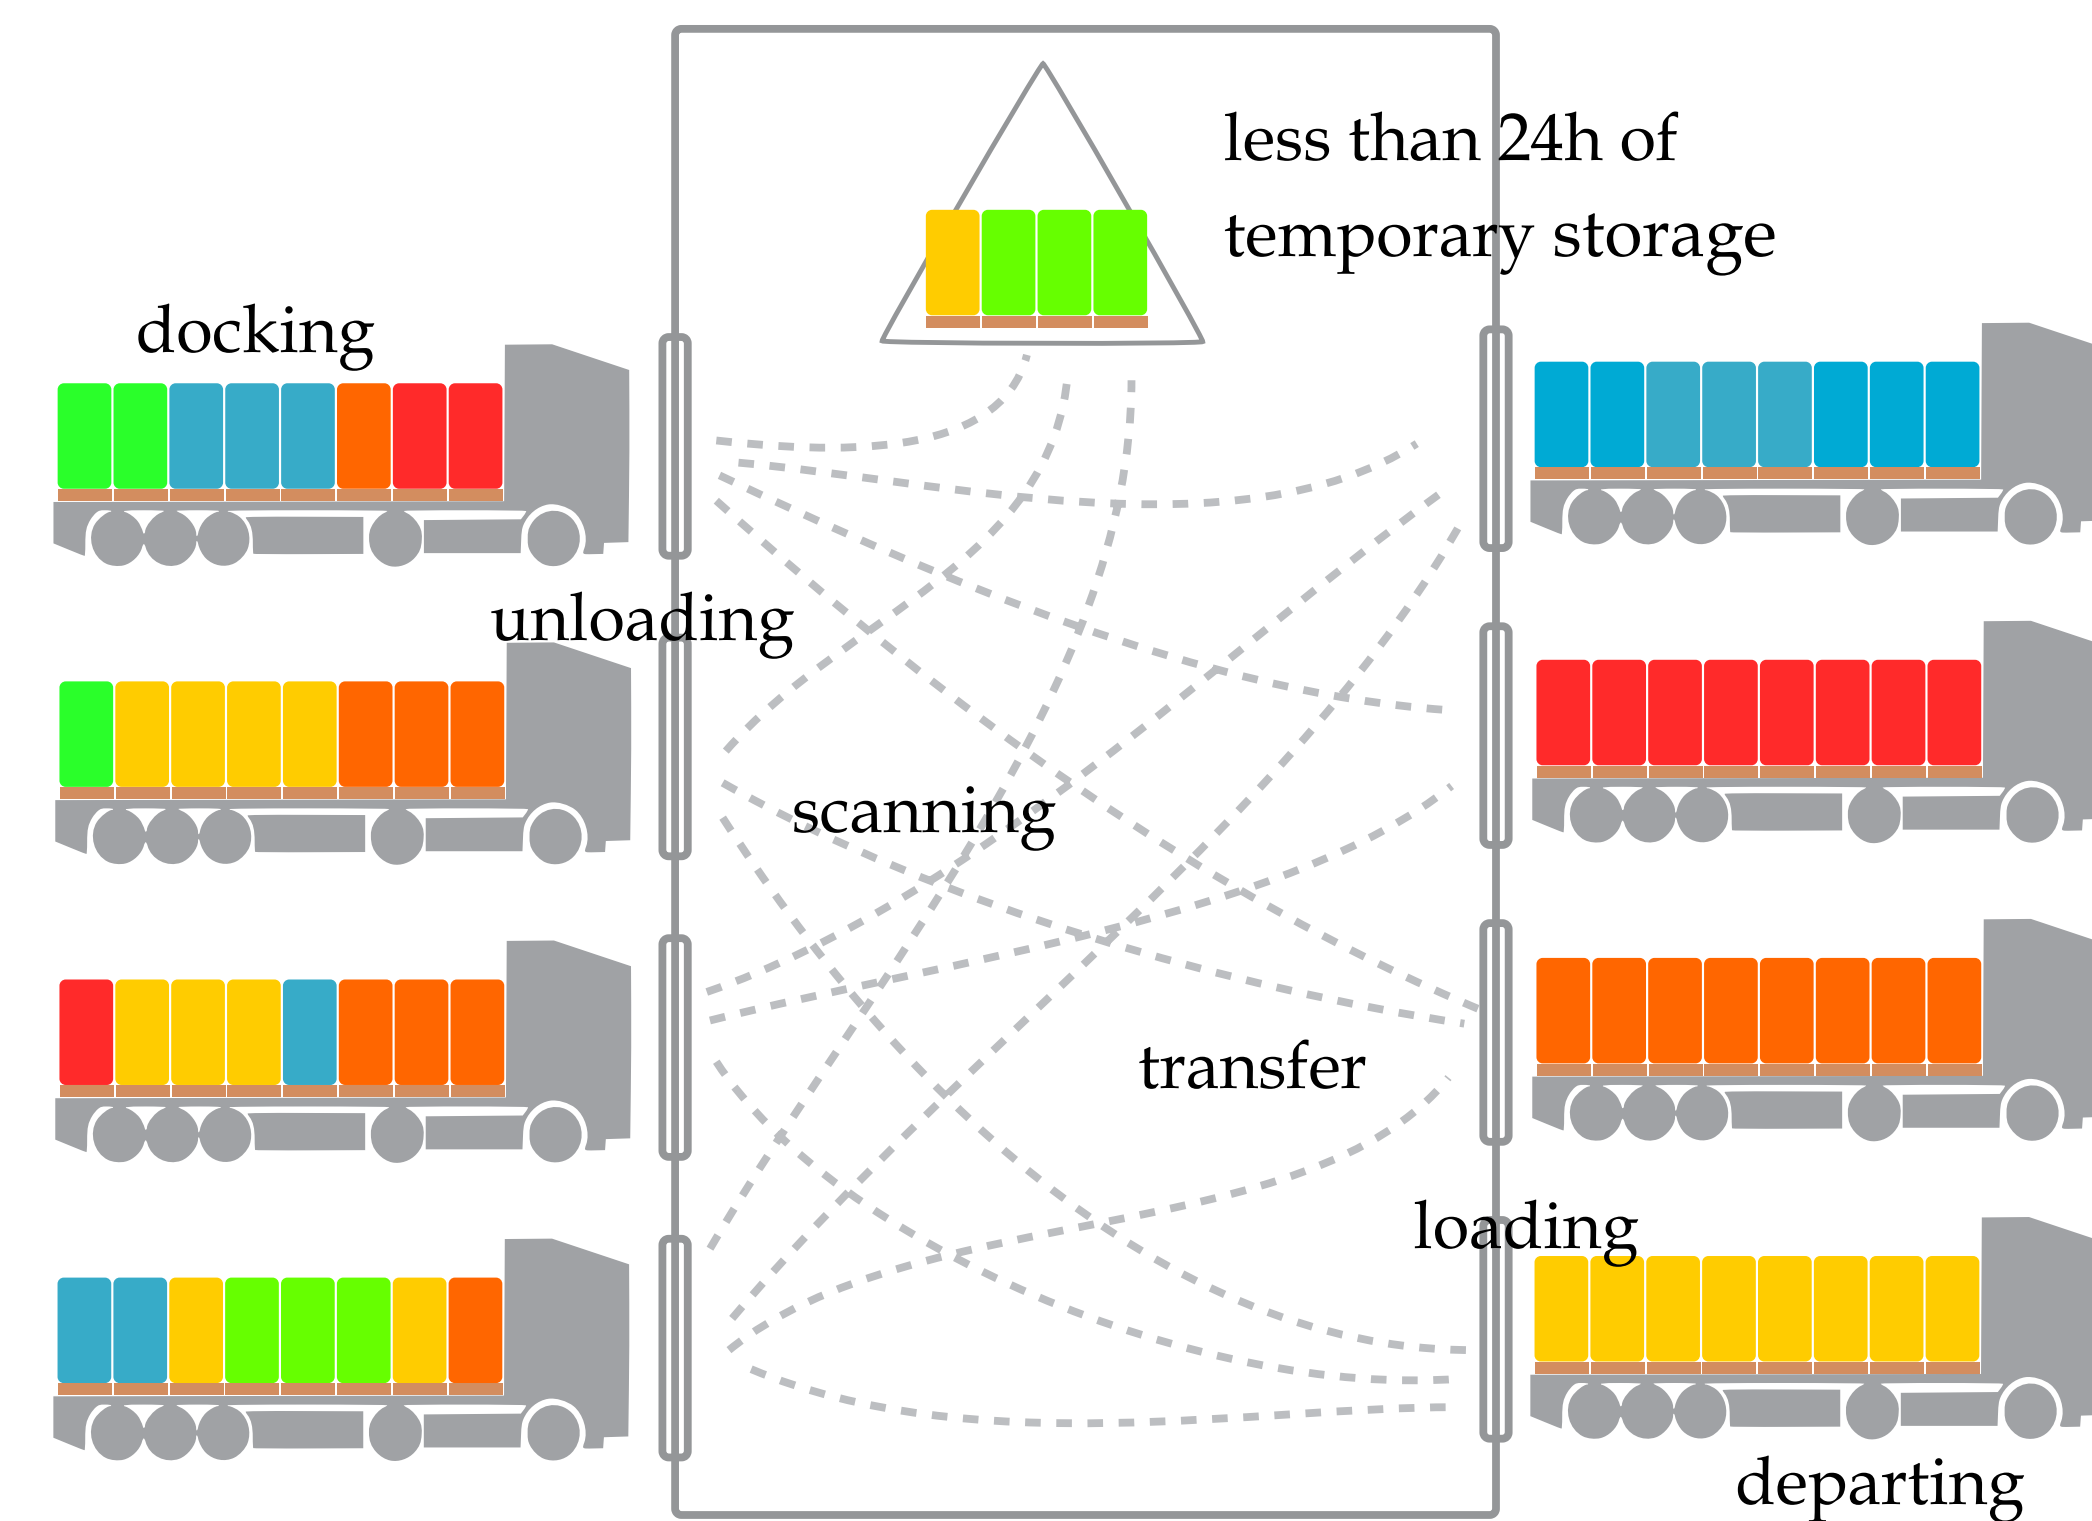 less than 24h of
temporary storage
docking
unloading
scanning
transfer
loading
departing